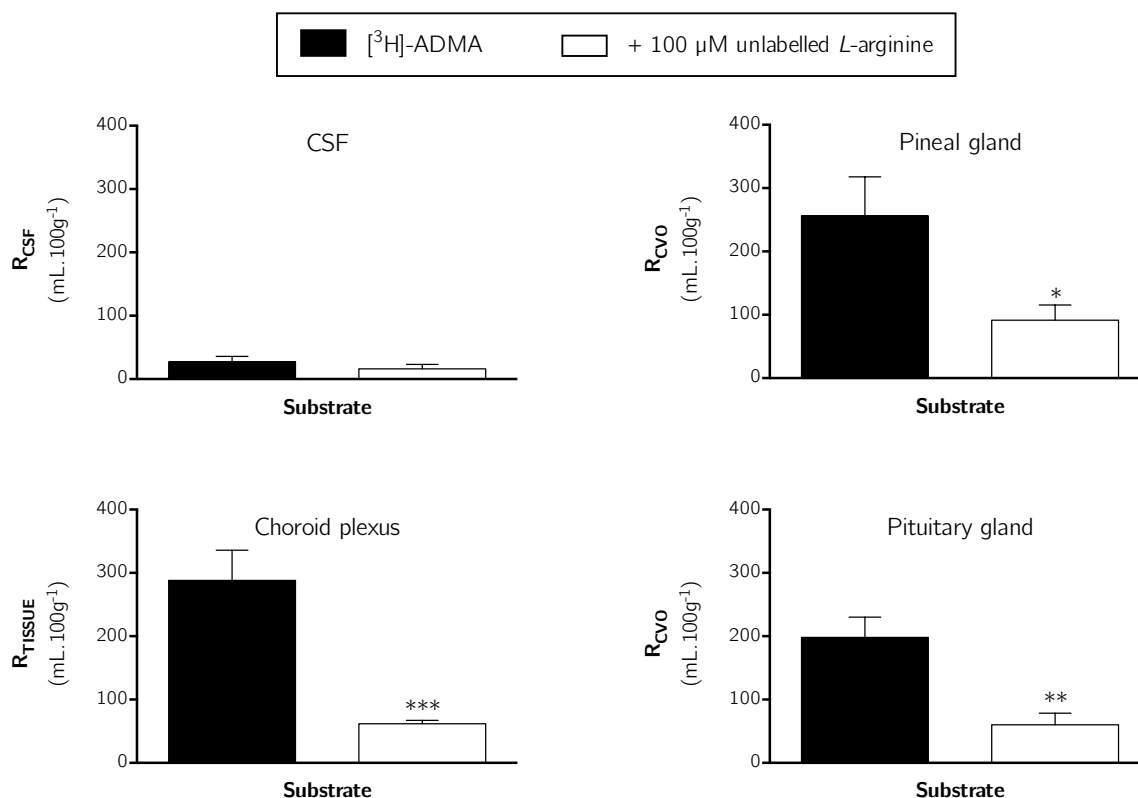 [³H]-ADMA
+ 100 µM unlabelled L-arginine
CSF
400
300
200
100
0
R_CSF
(mL.100g⁻¹)
Substrate
Pineal gland
400
300
200
100
0
R_CVO
(mL.100g⁻¹)
*
Substrate
Choroid plexus
400
300
200
100
0
R_TISSUE
(mL.100g⁻¹)
***
Substrate
Pituitary gland
400
300
200
100
0
R_CVO
(mL.100g⁻¹)
**
Substrate